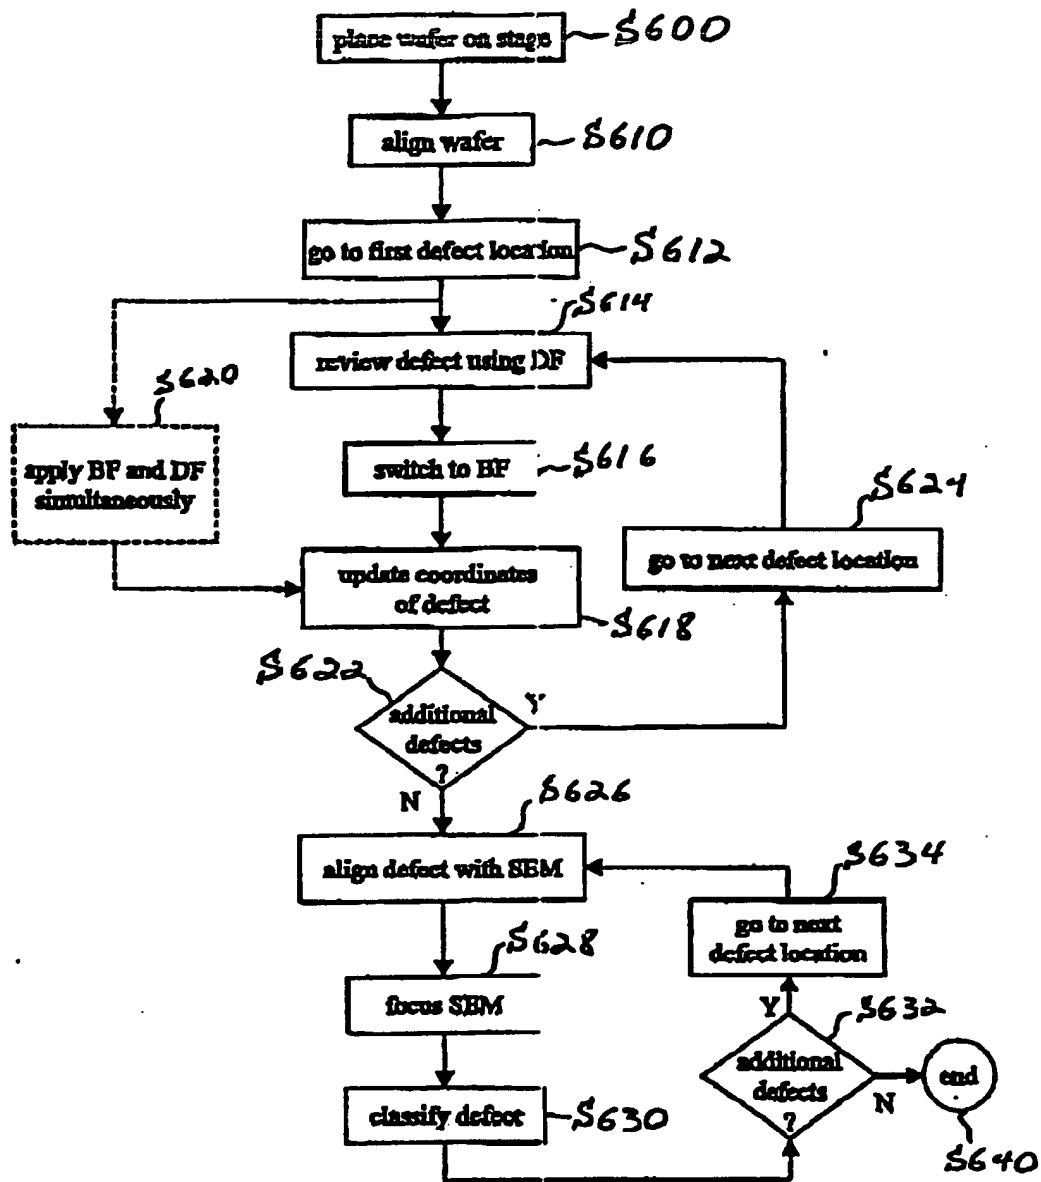 place wafer on stage
S600
align wafer
S610
go to first defect location
S612
S614
review defect using DF
S620
apply BF and DF
simultaneously
switch to BF
S616
S624
go to next defect location
update coordinates
of defect
S618
S622
additional
defects
?
Y
N
S626
align defect with SEM
S634
go to next
defect location
S628
focus SEM
Y
S632
additional
defects
?
N
end
classify defect
S630
S640